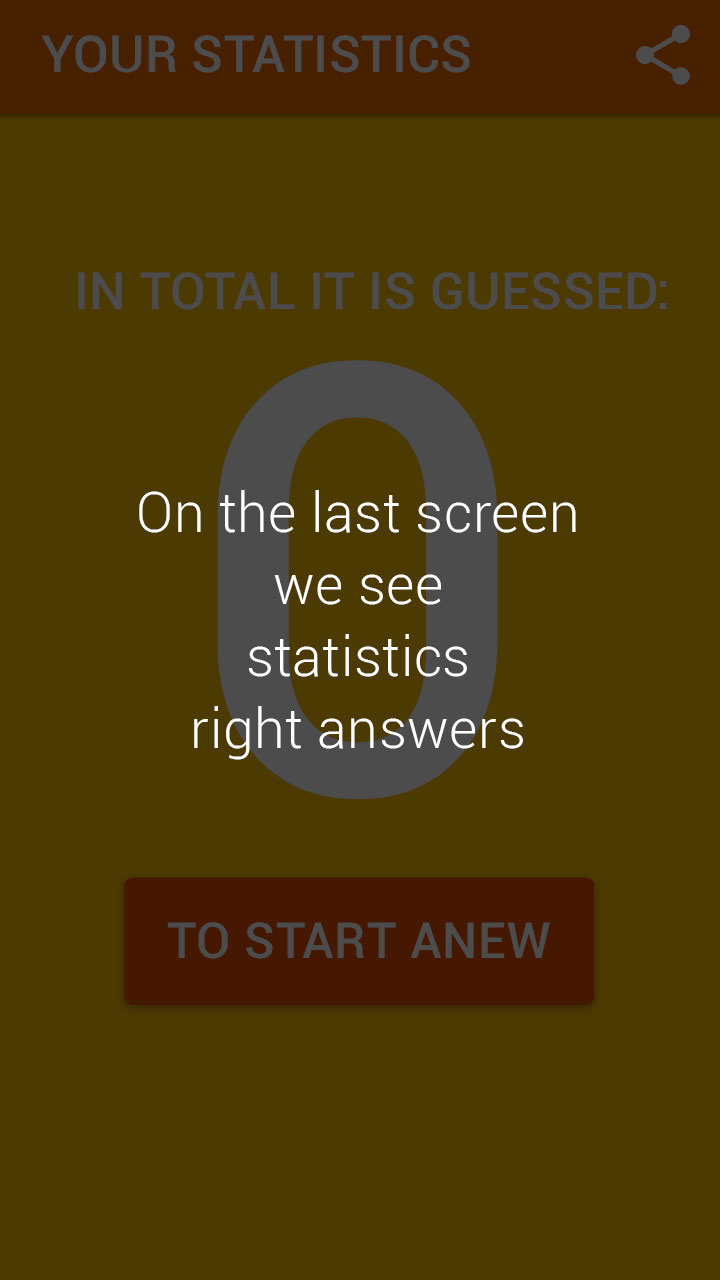 YOUR STATISTICS
IN TOTAL IT IS GUESSED:
0
On the last screen
we see
statistics
right answers
TO START ANEW